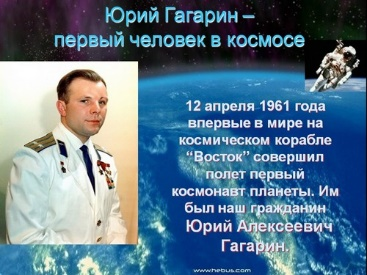 Юрий Гагарин –
первый человек в космосе
12 апреля 1961 года
впервые в мире на
космическом корабле
“Восток” совершил
полет первый
космонавт планеты. Им
был наш гражданин
Юрий Алексеевич
Гагарин.
www.hebus.com